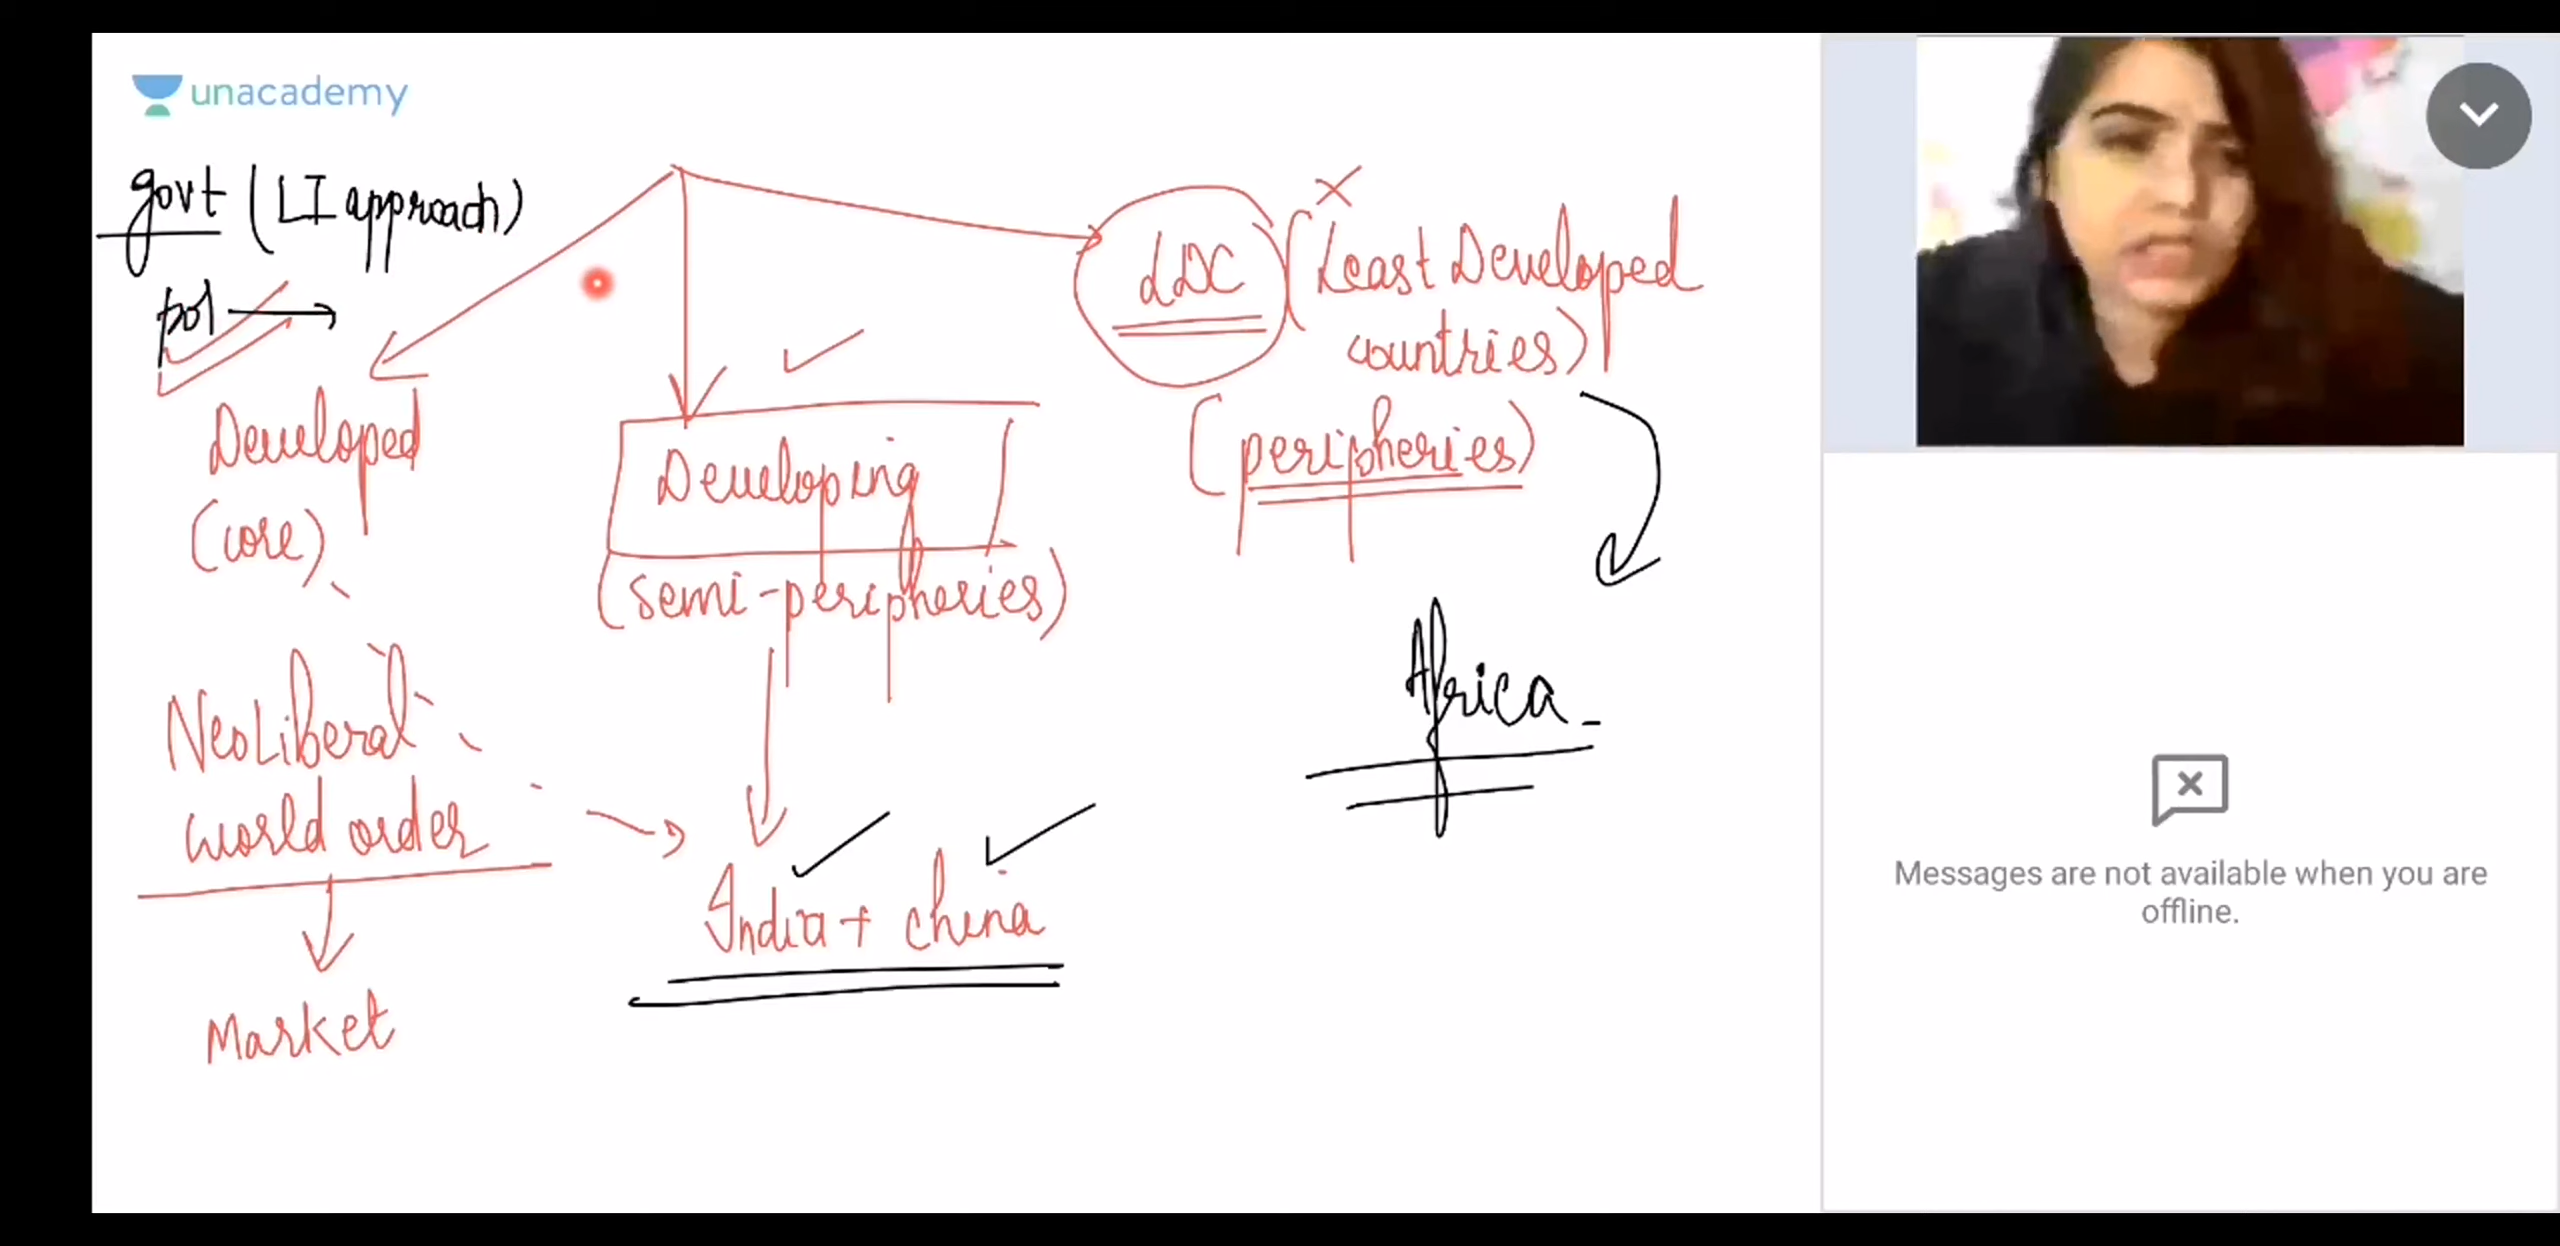 unacademy
govt (LI approach)
pol
LDC (Least Developed
countries)
(peripheries)
Developed
(core)
Developing
(semi-peripheries)
Africa
NeoLiberal
world order
India + china
Market
Messages are not available when you are
offline.